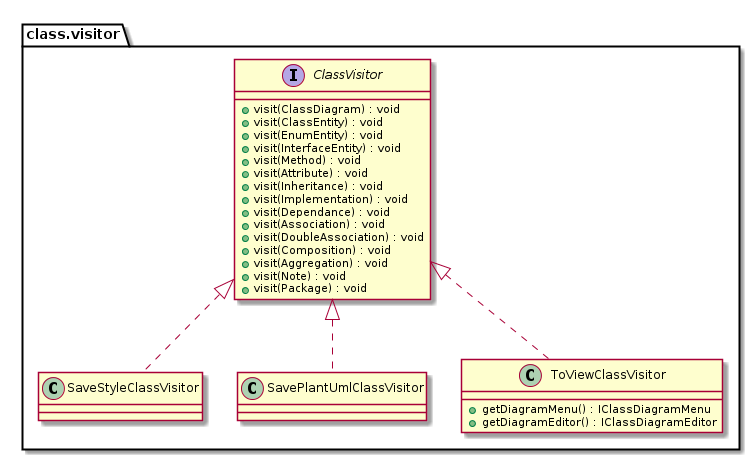 class.visitor
I ClassVisitor
visit(ClassDiagram) : void
visit(ClassEntity) : void
visit(EnumEntity) : void
visit(InterfaceEntity) : void
visit(Method) : void
visit(Attribute) : void
visit(Inheritance) : void
visit(Implementation) : void
visit(Dependance) : void
visit(Association) : void
visit(DoubleAssociation) : void
visit(Composition) : void
visit(Aggregation) : void
visit(Note) : void
visit(Package) : void
C SaveStyleClassVisitor
C SavePlantUmlClassVisitor
C ToViewClassVisitor
getDiagramMenu() : IClassDiagramMenu
getDiagramEditor() : IClassDiagramEditor